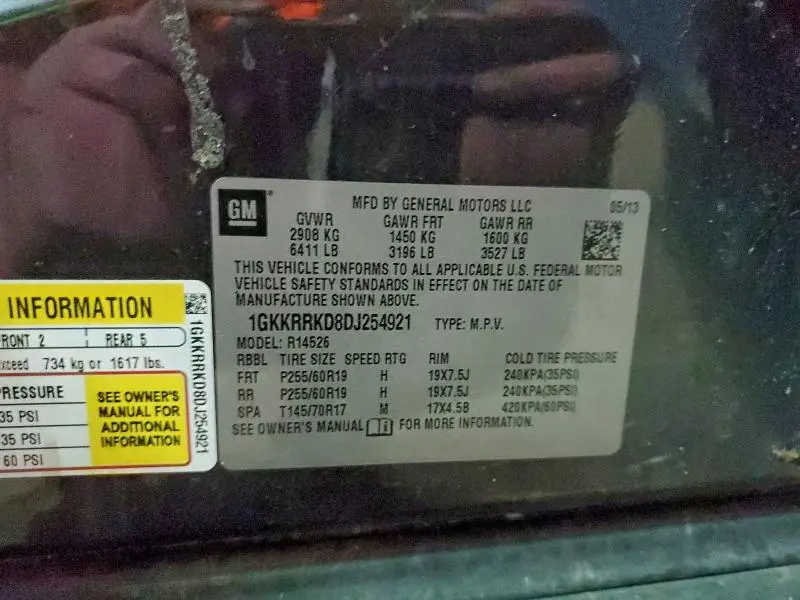 GM
MFD BY GENERAL MOTORS LLC 05/13
GVWR GAWR FRT GAWR RR
2908 KG 1450 KG 1600 KG
6411 LB 3196 LB 3527 LB
THIS VEHICLE CONFORMS TO ALL APPLICABLE U.S. FEDERAL MOTOR
VEHICLE SAFETY STANDARDS IN EFFECT ON THE DATE OF
MANUFACTURE SHOWN ABOVE.
1GKKRRKD8DJ254921 TYPE: M.P.V.
MODEL: R14526
RBBL TIRE SIZE SPEED RTG RIM COLD TIRE PRESSURE
FRT P255/60R19 H 19X7.5J 240KPA(35PSI)
RR P255/60R19 H 19X7.5J 240KPA(35PSI)
SPA T145/70R17 M 17X4.5B 420KPA(60PSI)
SEE OWNER'S MANUAL FOR MORE INFORMATION.
INFORMATION
FRONT 2 REAR 5
xceed 734 kg or 1617 lbs.
PRESSURE
35 PSI
35 PSI
60 PSI
SEE OWNER'S
MANUAL FOR
ADDITIONAL
INFORMATION
1GKKRRKD8DJ254921